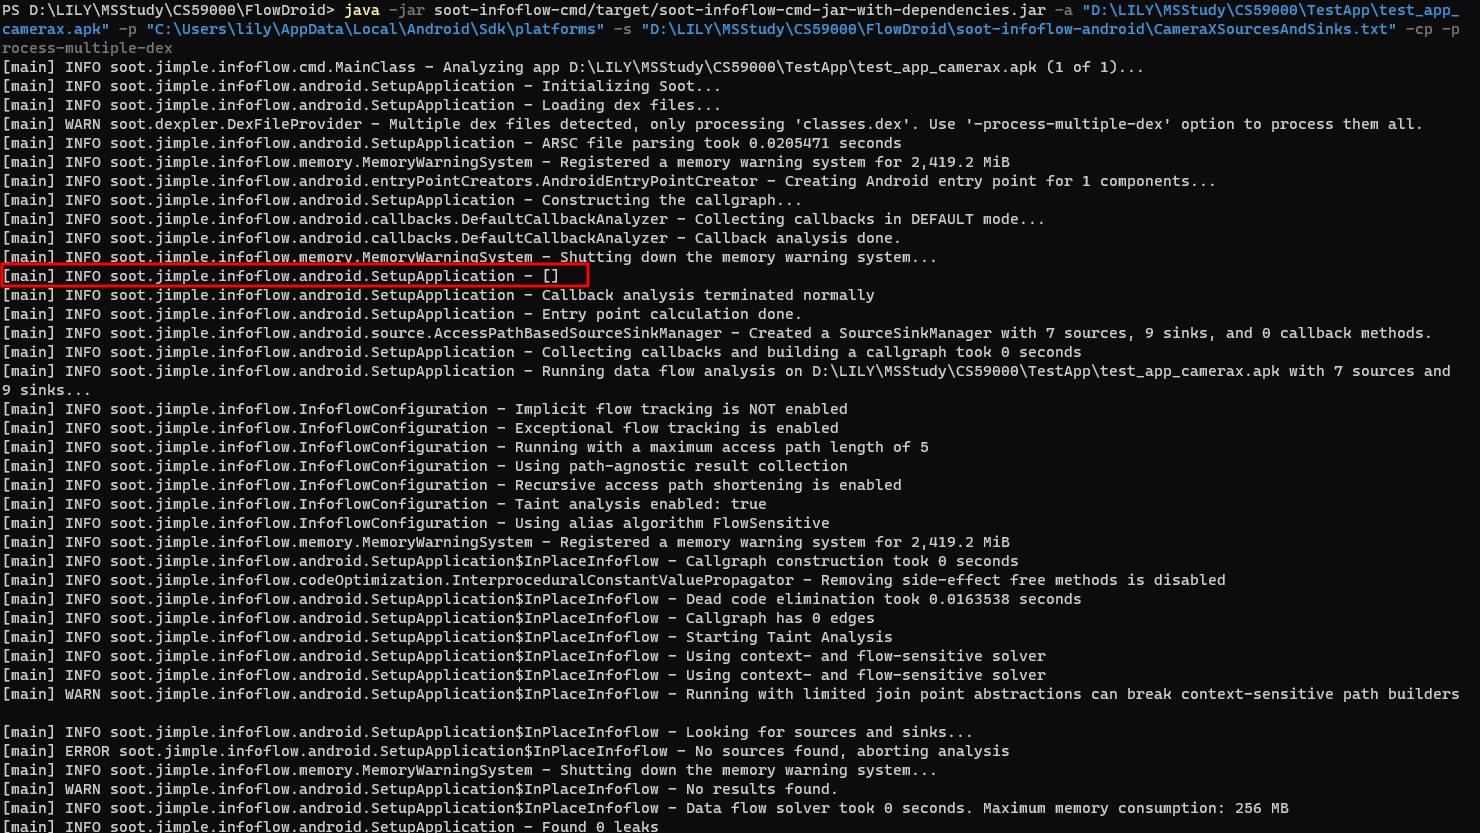 PS D:\LILY\MSStudy\CS59000\FlowDroid> java -jar soot-infoflow-cmd/target/soot-infoflow-cmd-jar-with-dependencies.jar -a "D:\LILY\MSStudy\CS59000\TestApp\test_app_
camerax.apk" -p "C:\Users\lily\AppData\Local\Android\Sdk\platforms" -s "D:\LILY\MSStudy\CS59000\FlowDroid\soot-infoflow-android\CameraXSourcesAndSinks.txt" -cp -p
rocess-multiple-dex
[main] INFO soot.jimple.infoflow.cmd.MainClass - Analyzing app D:\LILY\MSStudy\CS59000\TestApp\test_app_camerax.apk (1 of 1)...
[main] INFO soot.jimple.infoflow.android.SetupApplication - Initializing Soot...
[main] INFO soot.jimple.infoflow.android.SetupApplication - Loading dex files...
[main] WARN soot.dexpler.DexFileProvider - Multiple dex files detected, only processing 'classes.dex'. Use '-process-multiple-dex' option to process them all.
[main] INFO soot.jimple.infoflow.android.SetupApplication - ARSC file parsing took 0.0205471 seconds
[main] INFO soot.jimple.infoflow.memory.MemoryWarningSystem - Registered a memory warning system for 2,419.2 MiB
[main] INFO soot.jimple.infoflow.android.entryPointCreators.AndroidEntryPointCreator - Creating Android entry point for 1 components...
[main] INFO soot.jimple.infoflow.android.SetupApplication - Constructing the callgraph...
[main] INFO soot.jimple.infoflow.android.callbacks.DefaultCallbackAnalyzer - Collecting callbacks in DEFAULT mode...
[main] INFO soot.jimple.infoflow.android.callbacks.DefaultCallbackAnalyzer - Callback analysis done.
[main] INFO soot.jimple.infoflow.memory.MemoryWarningSystem - Shutting down the memory warning system...
[main] INFO soot.jimple.infoflow.android.SetupApplication - []
[main] INFO soot.jimple.infoflow.android.SetupApplication - Callback analysis terminated normally
[main] INFO soot.jimple.infoflow.android.SetupApplication - Entry point calculation done.
[main] INFO soot.jimple.infoflow.android.source.AccessPathBasedSourceSinkManager - Created a SourceSinkManager with 7 sources, 9 sinks, and 0 callback methods.
[main] INFO soot.jimple.infoflow.android.SetupApplication - Collecting callbacks and building a callgraph took 0 seconds
[main] INFO soot.jimple.infoflow.android.SetupApplication - Running data flow analysis on D:\LILY\MSStudy\CS59000\TestApp\test_app_camerax.apk with 7 sources and
9 sinks...
[main] INFO soot.jimple.infoflow.InfoflowConfiguration - Implicit flow tracking is NOT enabled
[main] INFO soot.jimple.infoflow.InfoflowConfiguration - Exceptional flow tracking is enabled
[main] INFO soot.jimple.infoflow.InfoflowConfiguration - Running with a maximum access path length of 5
[main] INFO soot.jimple.infoflow.InfoflowConfiguration - Using path-agnostic result collection
[main] INFO soot.jimple.infoflow.InfoflowConfiguration - Recursive access path shortening is enabled
[main] INFO soot.jimple.infoflow.InfoflowConfiguration - Taint analysis enabled: true
[main] INFO soot.jimple.infoflow.InfoflowConfiguration - Using alias algorithm FlowSensitive
[main] INFO soot.jimple.infoflow.memory.MemoryWarningSystem - Registered a memory warning system for 2,419.2 MiB
[main] INFO soot.jimple.infoflow.android.SetupApplication$InPlaceInfoflow - Callgraph construction took 0 seconds
[main] INFO soot.jimple.infoflow.codeOptimization.InterproceduralConstantValuePropagator - Removing side-effect free methods is disabled
[main] INFO soot.jimple.infoflow.android.SetupApplication$InPlaceInfoflow - Dead code elimination took 0.0163538 seconds
[main] INFO soot.jimple.infoflow.android.SetupApplication$InPlaceInfoflow - Callgraph has 0 edges
[main] INFO soot.jimple.infoflow.android.SetupApplication$InPlaceInfoflow - Starting Taint Analysis
[main] INFO soot.jimple.infoflow.android.SetupApplication$InPlaceInfoflow - Using context- and flow-sensitive solver
[main] INFO soot.jimple.infoflow.android.SetupApplication$InPlaceInfoflow - Using context- and flow-sensitive solver
[main] WARN soot.jimple.infoflow.android.SetupApplication$InPlaceInfoflow - Running with limited join point abstractions can break context-sensitive path builders
[main] INFO soot.jimple.infoflow.android.SetupApplication$InPlaceInfoflow - Looking for sources and sinks...
[main] ERROR soot.jimple.infoflow.android.SetupApplication$InPlaceInfoflow - No sources found, aborting analysis
[main] INFO soot.jimple.infoflow.memory.MemoryWarningSystem - Shutting down the memory warning system...
[main] WARN soot.jimple.infoflow.android.SetupApplication$InPlaceInfoflow - No results found.
[main] INFO soot.jimple.infoflow.android.SetupApplication$InPlaceInfoflow - Data flow solver took 0 seconds. Maximum memory consumption: 256 MB
[main] INFO soot.jimple.infoflow.android.SetupApplication - Found 0 leaks